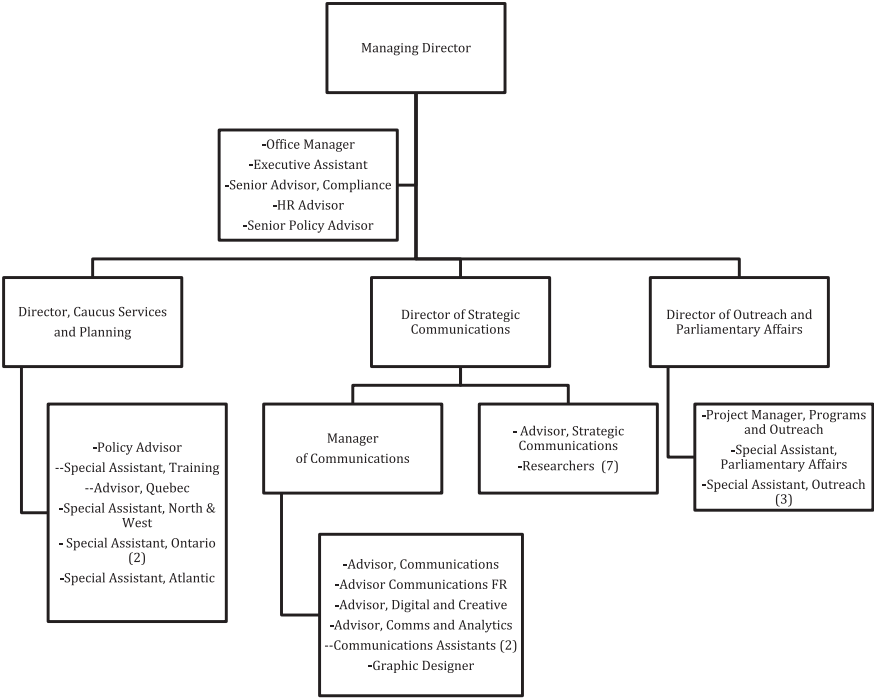 Managing Director
-Office Manager
-Executive Assistant
-Senior Advisor, Compliance
-HR Advisor
-Senior Policy Advisor
Director, Caucus Services
and Planning
Director of Strategic
Communications
Director of Outreach and
Parliamentary Affairs
-Policy Advisor
--Special Assistant, Training
--Advisor, Quebec
-Special Assistant, North &
West
- Special Assistant, Ontario
(2)
-Special Assistant, Atlantic
Manager
of Communications
- Advisor, Strategic
Communications
-Researchers (7)
-Project Manager, Programs
and Outreach
-Special Assistant,
Parliamentary Affairs
-Special Assistant, Outreach
(3)
-Advisor, Communications
-Advisor Communications FR
-Advisor, Digital and Creative
-Advisor, Comms and Analytics
--Communications Assistants (2)
-Graphic Designer